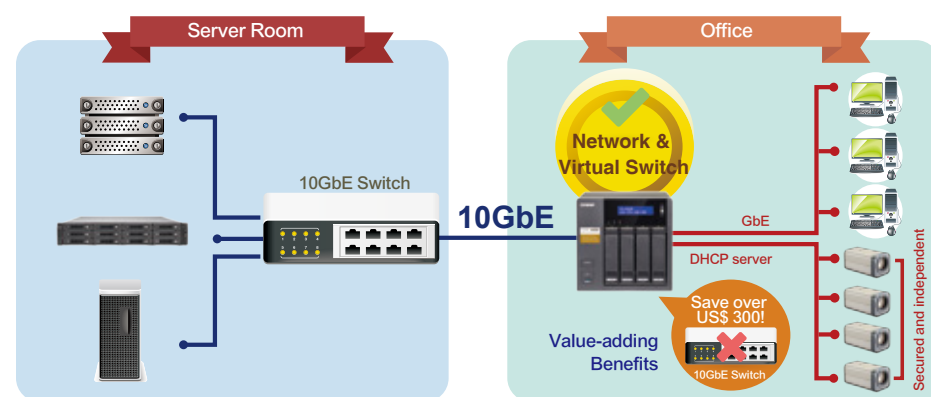 Server Room
10GbE Switch
10GbE
Office
Network &
Virtual Switch
GbE
DHCP server
Save over
US$ 300!
10GbE Switch
Value-adding
Benefits
Secured and independent